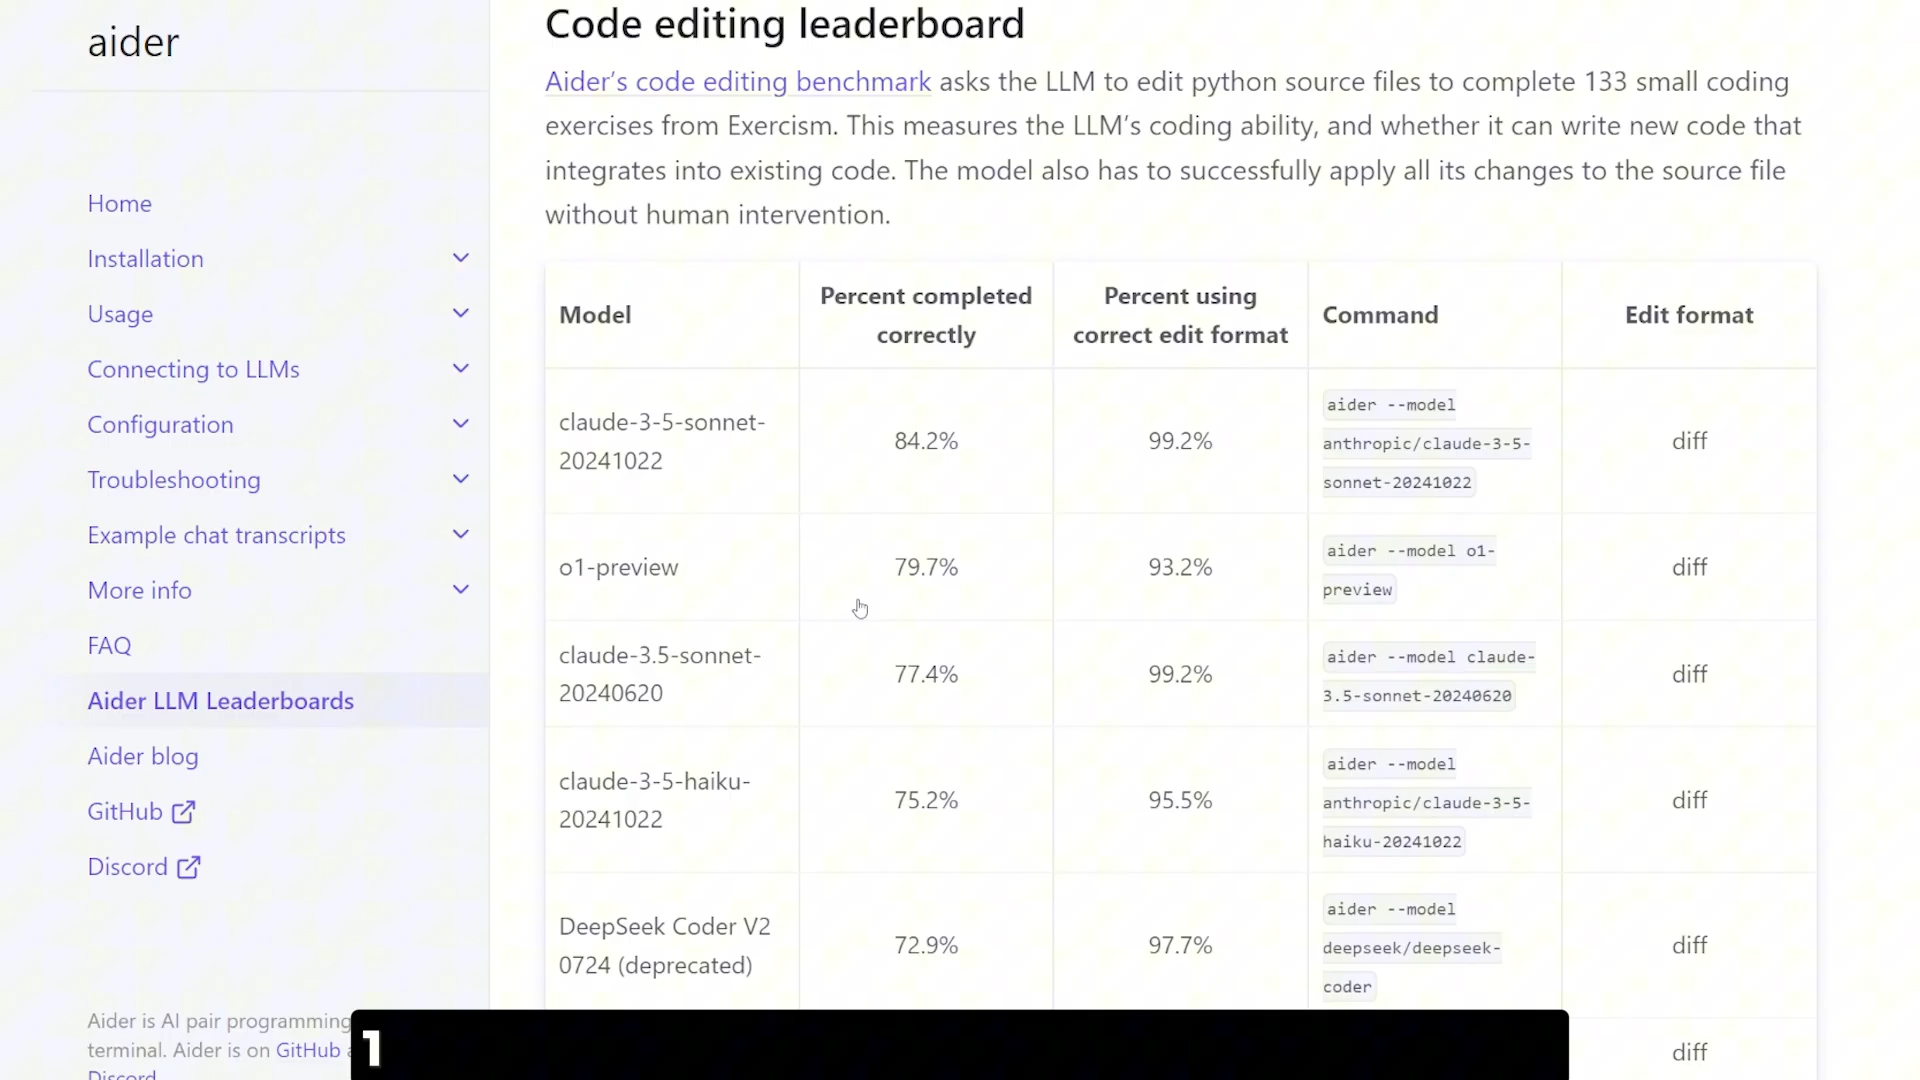 aider
Home
Installation
Usage
Connecting to LLMs
Configuration
Troubleshooting
Example chat transcripts
More info
FAQ
Aider LLM Leaderboards
Aider blog
GitHub
Discord
Aider is AI pair programming
terminal. Aider is on GitHub
Discord
Code editing leaderboard
Aider’s code editing benchmark asks the LLM to edit python source files to complete 133 small coding
exercises from Exercism. This measures the LLM’s coding ability, and whether it can write new code that
integrates into existing code. The model also has to successfully apply all its changes to the source file
without human intervention.
Model
Percent completed
correctly
Percent using
correct edit format
Command
Edit format
claude-3-5-sonnet-
20241022
84.2%
99.2%
aider --model
anthropic/claude-3-5-
sonnet-20241022
diff
o1-preview
79.7%
93.2%
aider --model o1-
preview
diff
claude-3.5-sonnet-
20240620
77.4%
99.2%
aider --model claude-
3.5-sonnet-20240620
diff
claude-3-5-haiku-
20241022
75.2%
95.5%
aider --model
anthropic/claude-3-5-
haiku-20241022
diff
DeepSeek Coder V2
0724 (deprecated)
72.9%
97.7%
aider --model
deepseek/deepseek-
coder
diff
diff
1